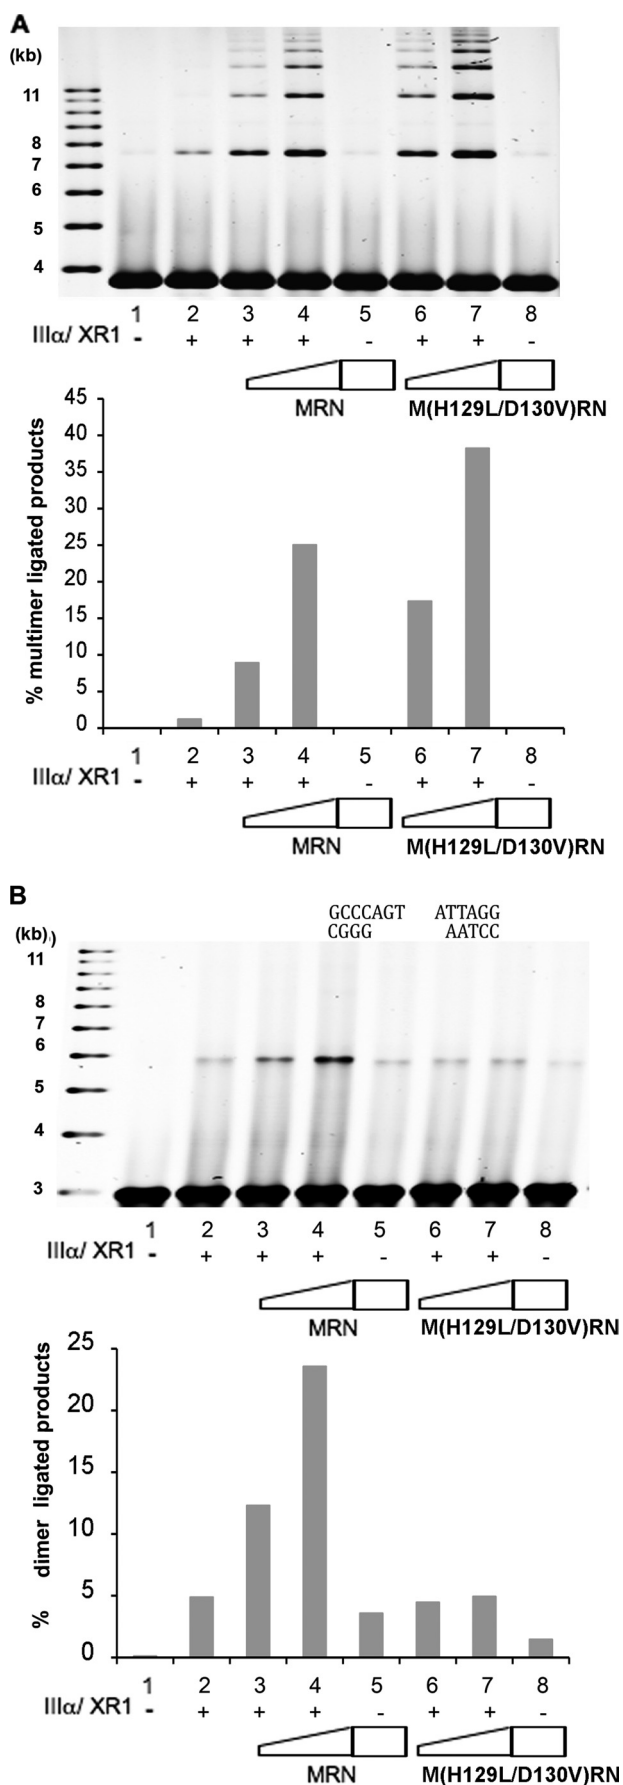 A
(kb)
11
8
7
6
5
4
1 2 3 4 5 6 7 8
IIIα/ XR1 - + + + - + + -
MRN M(H129L/D130V)RN
% multimer ligated products
45
40
35
30
25
20
15
10
5
0
1 2 3 4 5 6 7 8
IIIα/ XR1 - + + + - + + -
MRN M(H129L/D130V)RN
B
GCCCAGT ATTAGG
CGGG AATCC
(kb))
11
8
7
6
5
4
3
1 2 3 4 5 6 7 8
IIIα/ XR1 - + + + - + + -
MRN M(H129L/D130V)RN
% dimer ligated products
25
20
15
10
5
0
1 2 3 4 5 6 7 8
IIIα/ XR1 - + + + - + + -
MRN M(H129L/D130V)RN